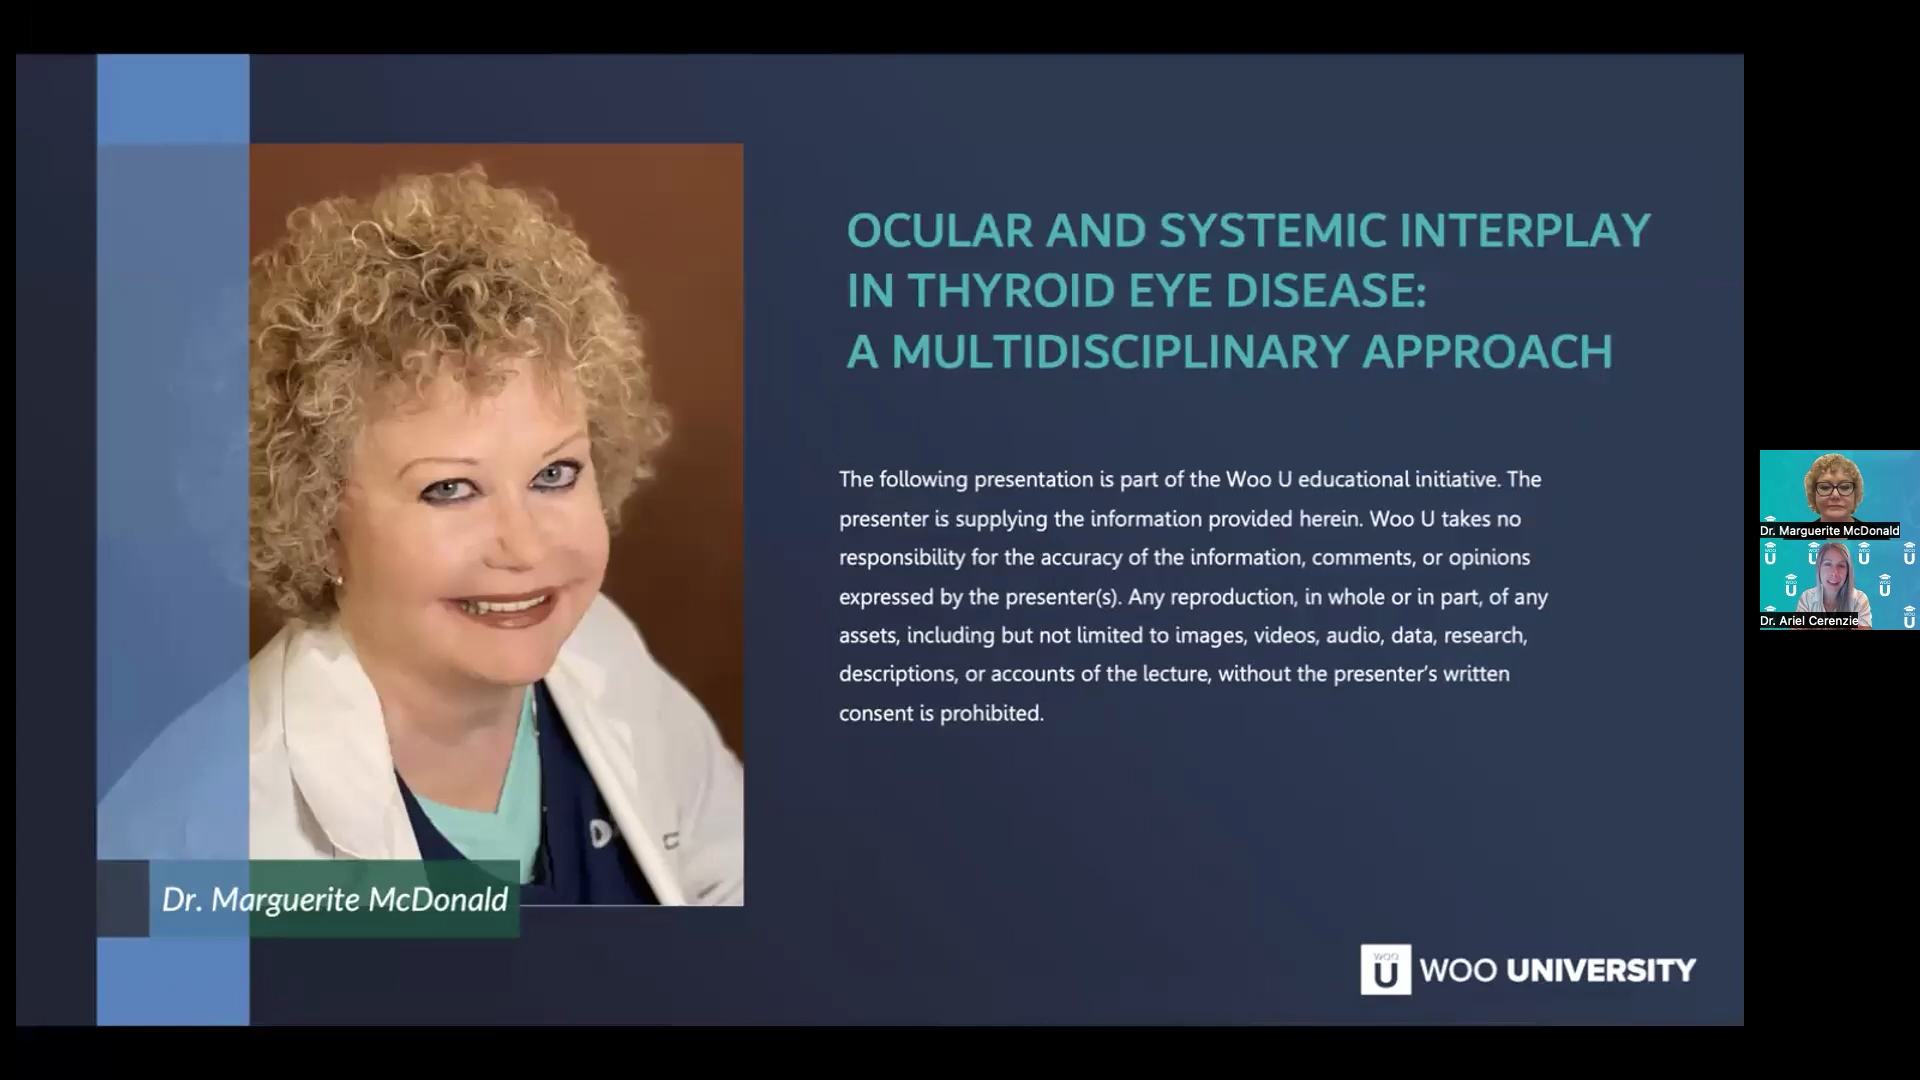 OCULAR AND SYSTEMIC INTERPLAY
IN THYROID EYE DISEASE:
A MULTIDISCIPLINARY APPROACH
The following presentation is part of the Woo U educational initiative. The
presenter is supplying the information provided herein. Woo U takes no
responsibility for the accuracy of the information, comments, or opinions
expressed by the presenter(s). Any reproduction, in whole or in part, of any
assets, including but not limited to images, videos, audio, data, research,
descriptions, or accounts of the lecture, without the presenter’s written
consent is prohibited.
Dr. Marguerite McDonald
WOO
U
WOO UNIVERSITY
Dr. Marguerite McDonald
WOO
U
U
U
U
U
U
U
Dr. Ariel Cerenzie